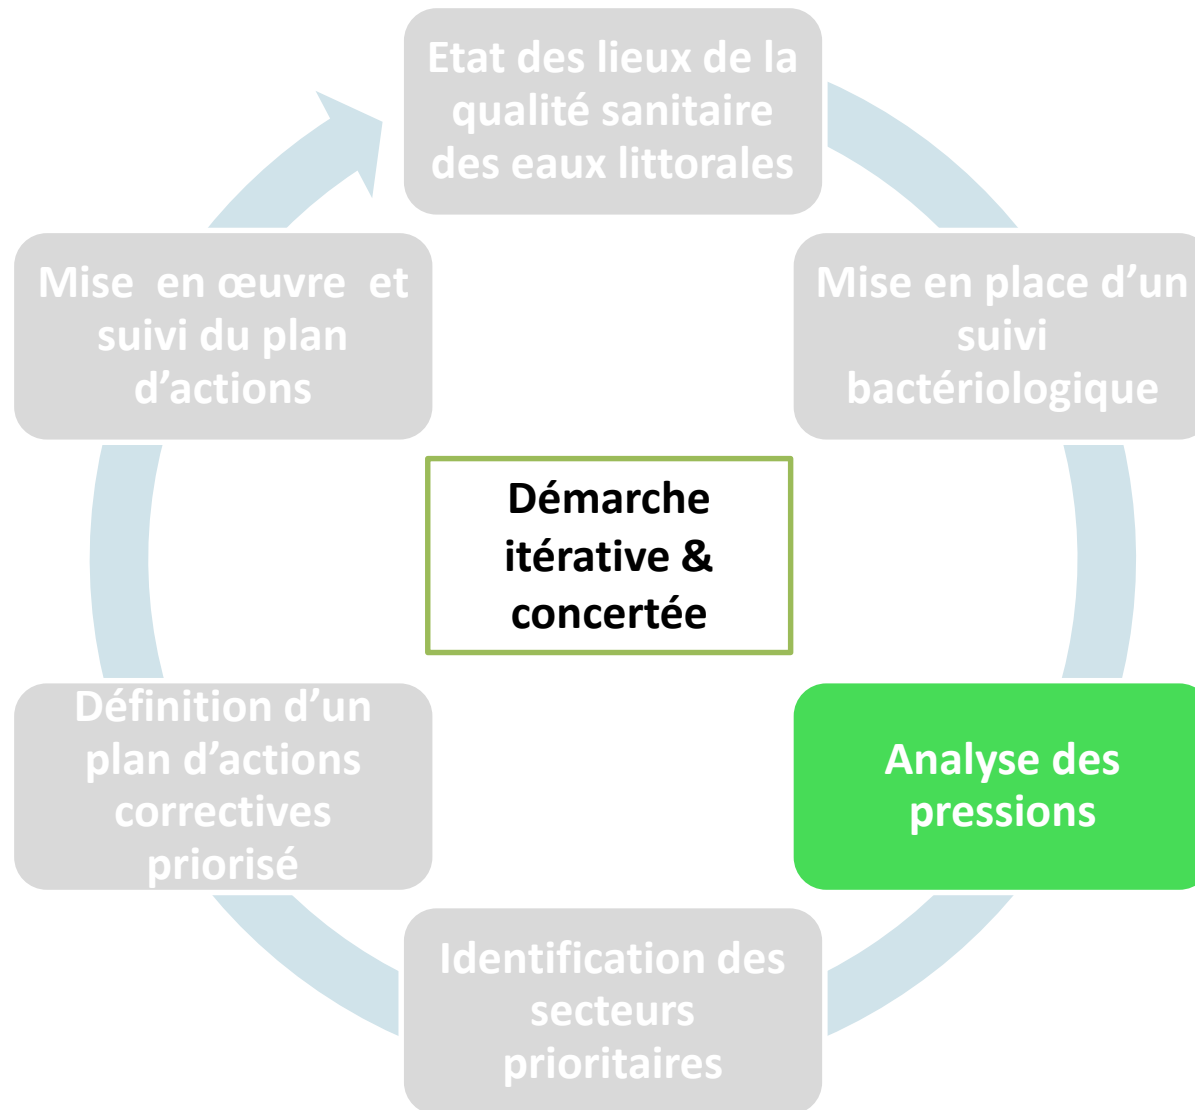 Etat des lieux de la
qualité sanitaire
des eaux littorales
Mise en place d’un
suivi
bactériologique
Analyse des
pressions
Identification des
secteurs
prioritaires
Définition d’un
plan d’actions
correctives
priorisé
Mise en œuvre et
suivi du plan
d’actions
Démarche
itérative &
concertée